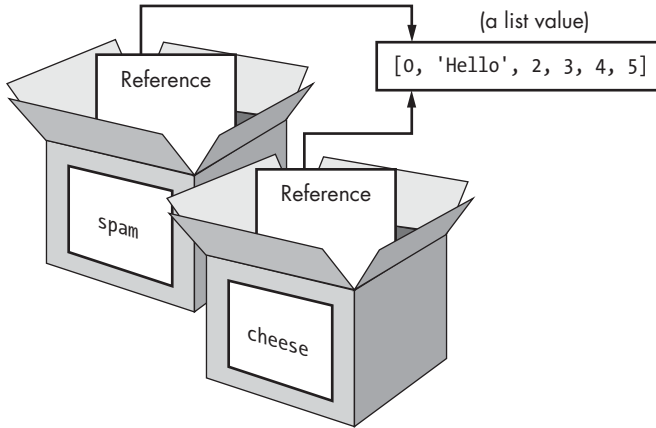 (a list value)
[0, 'Hello', 2, 3, 4, 5]
Reference
Reference
spam
cheese